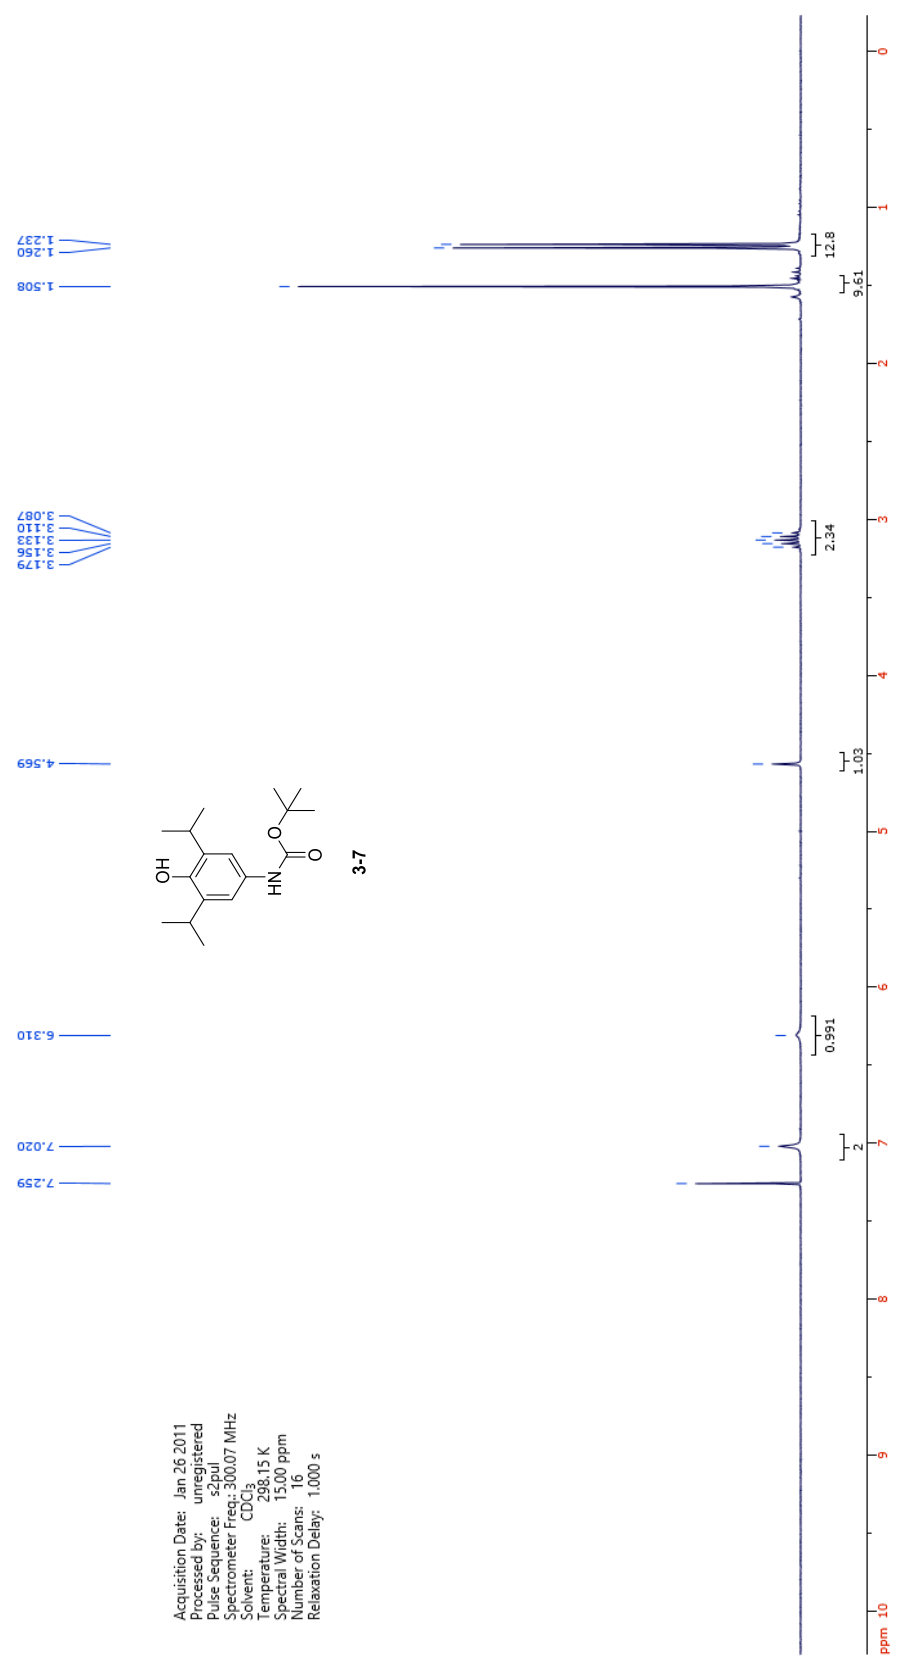 Acquisition Date: Jan 26 2011
Processed by: unregistered
Pulse Sequence: s2pul
Spectrometer Freq.: 300.07 MHz
Solvent: CDCl3
Temperature: 298.15 K
Spectral Width: 15.00 ppm
Number of Scans: 16
Relaxation Delay: 1.000 s
7.259
7.020
6.310
4.569
3.179
3.156
3.133
3.110
3.087
1.508
1.260
1.237
OH
HN
O
O
3-7
2
0.991
1.03
2.34
9.61
12.8
ppm 10 9 8 7 6 5 4 3 2 1 0